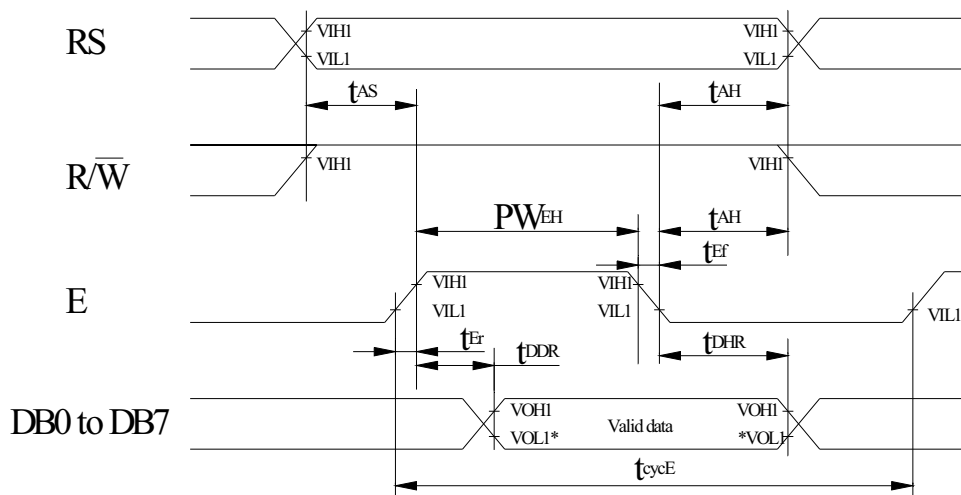 RS
VIH1 VIH1
VIL1 VIL1
tAS tAH
R/W̅
VIH1 VIH1
PWEH tAH
tEf
E
VIH1 VIH1
VIL1 VIL1 VIL1
tEr tDDR tDHR
DB0 to DB7
VOH1 VOH1
VOL1* Valid data *VOL1
tcycE